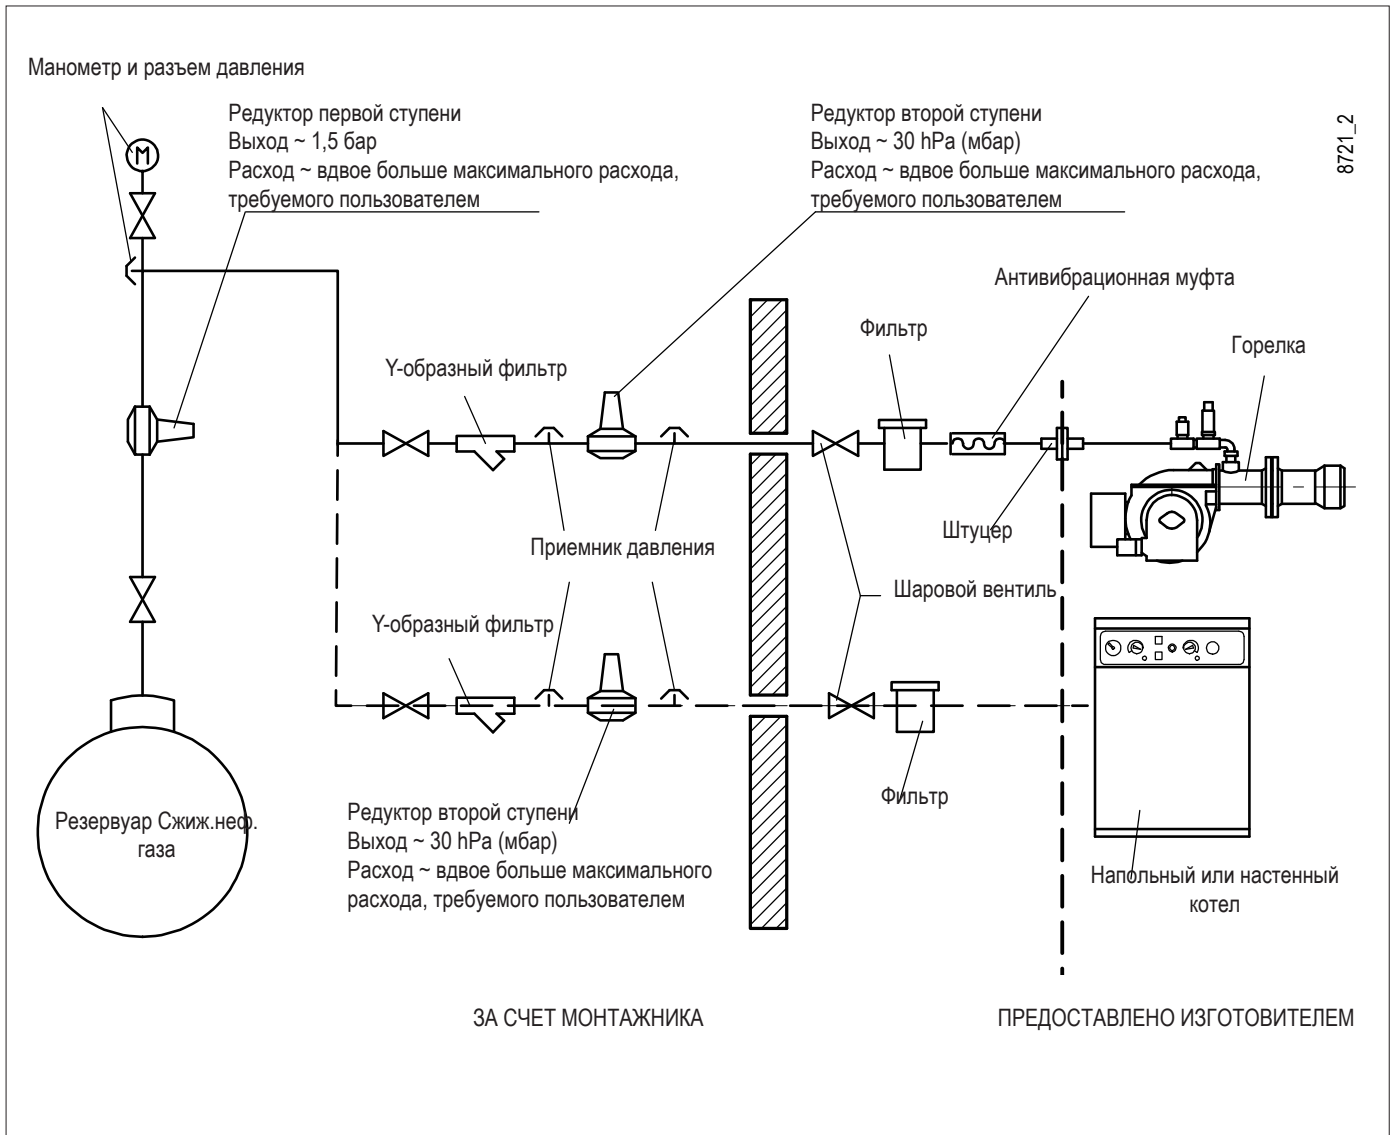 Манометр и разъем давления
Редуктор первой ступени
Выход ~ 1,5 бар
Расход ~ вдвое больше максимального расхода,
требуемого пользователем
Редуктор второй ступени
Выход ~ 30 hPa (мбар)
Расход ~ вдвое больше максимального расхода,
требуемого пользователем
8721_2
M
Антивибрационная муфта
Фильтр
Горелка
Y-образный фильтр
Штуцер
Приемник давления
Шаровой вентиль
Y-образный фильтр
Фильтр
Резервуар Сжиж.неф.
газа
Редуктор второй ступени
Выход ~ 30 hPa (мбар)
Расход ~ вдвое больше максимального
расхода, требуемого пользователем
Напольный или настенный
котел
ЗА СЧЕТ МОНТАЖНИКА
ПРЕДОСТАВЛЕНО ИЗГОТОВИТЕЛЕМ